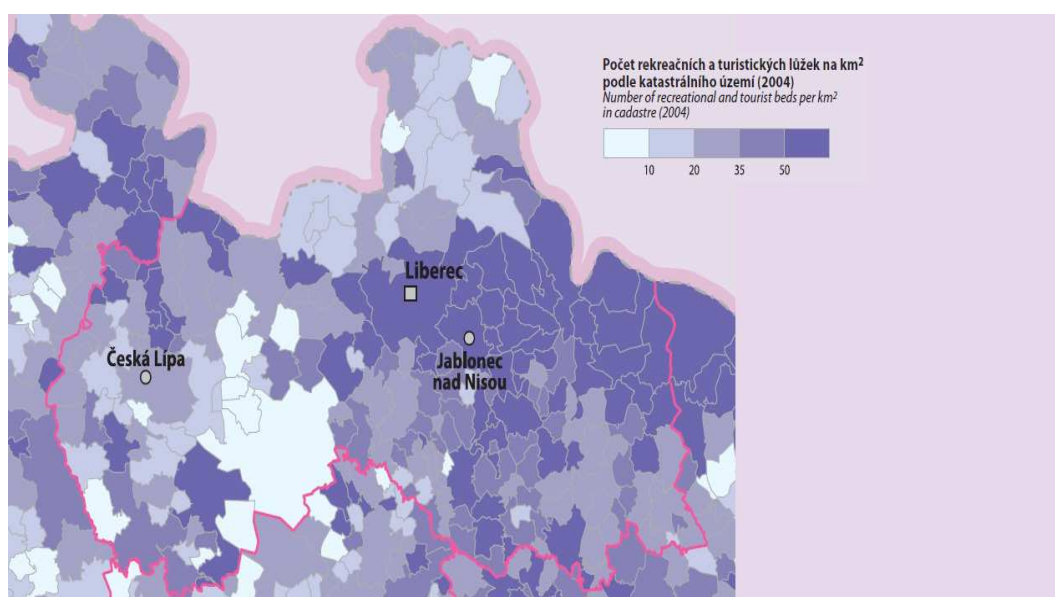 Počet rekreačních a turistických lůžek na km²
podle katastrálního území (2004)
Number of recreational and tourist beds per km²
in cadastre (2004)
10 20 35 50
Liberec
Jablonec
nad Nisou
Česká Lípa